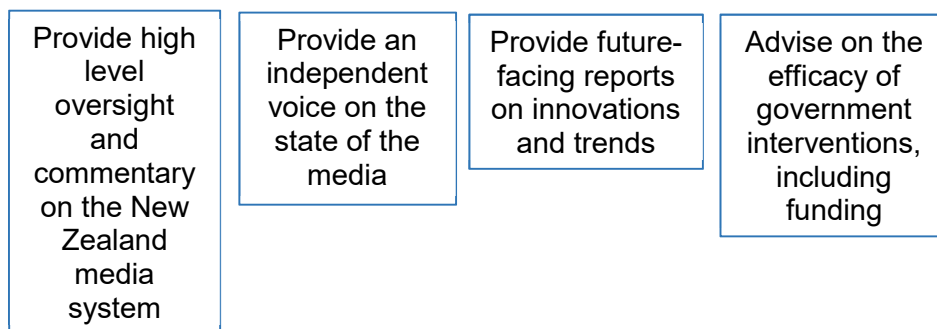 Provide high
level
oversight
and
commentary
on the New
Zealand
media
system
Provide an
independent
voice on the
state of the
media
Provide future-
facing reports
on innovations
and trends
Advise on the
efficacy of
government
interventions,
including
funding